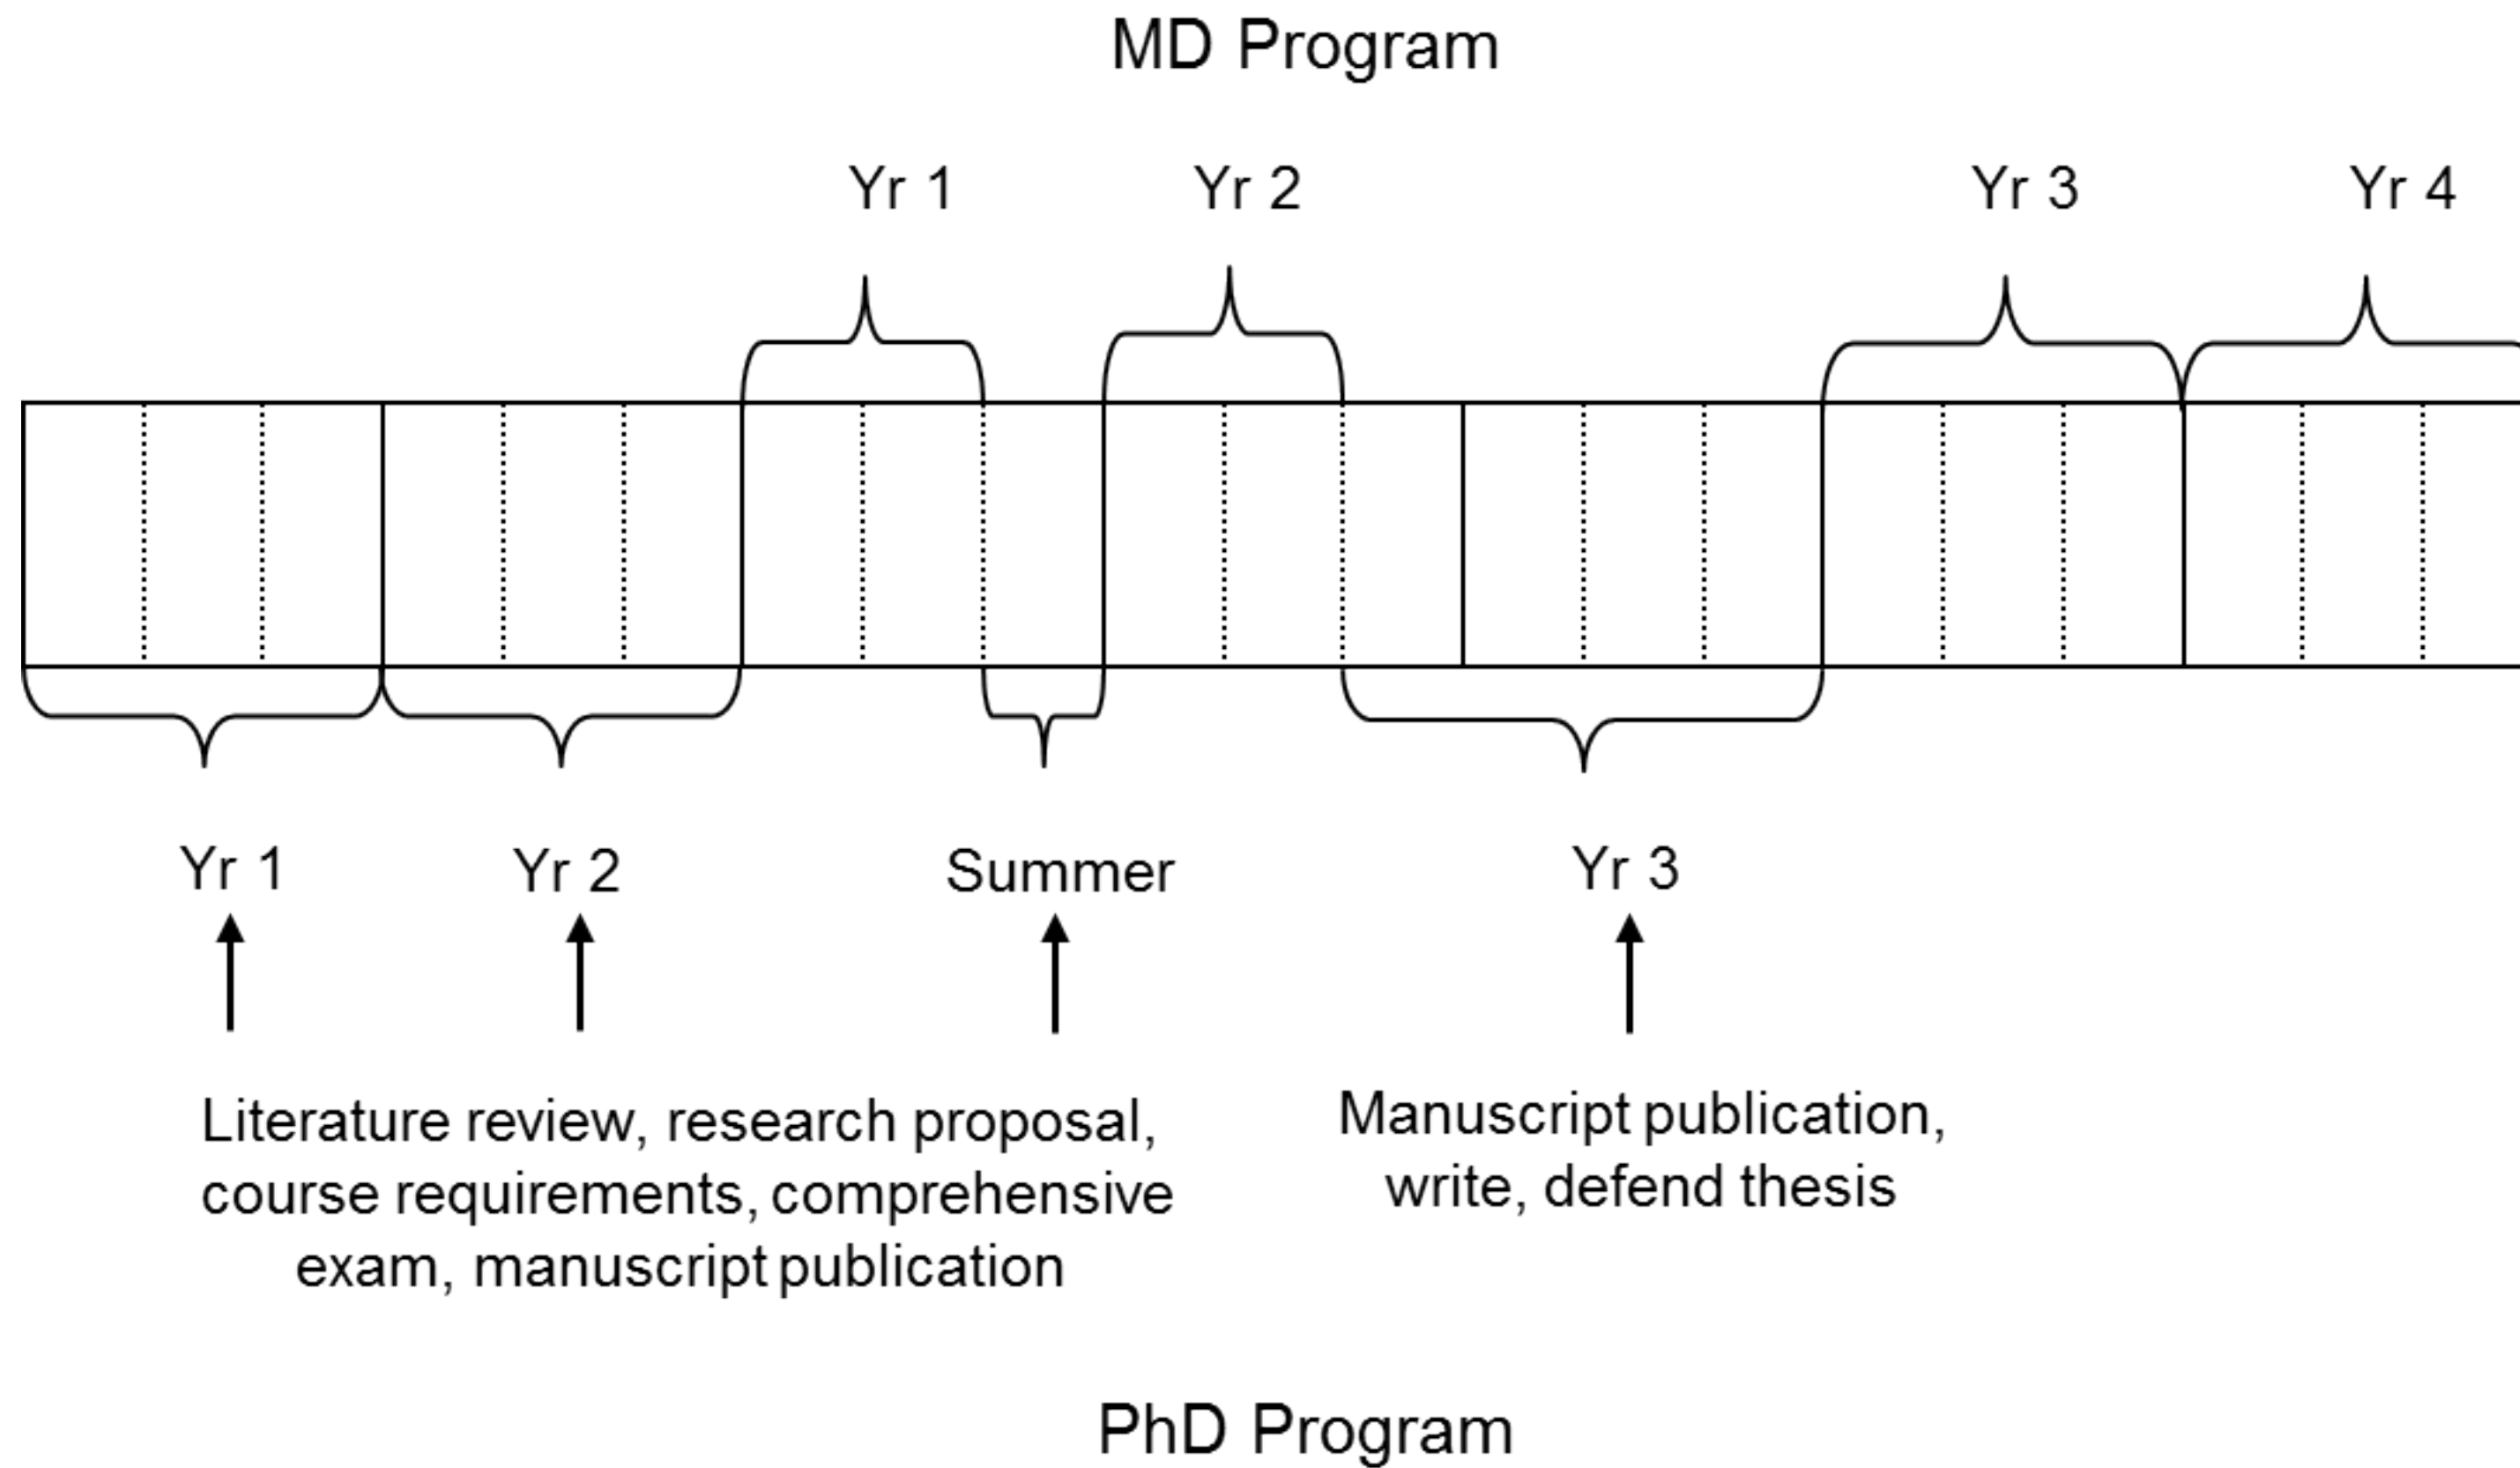 MD Program
Yr 1
Yr 2
Yr 3
Yr 4
Yr 1
Yr 2
Summer
Yr 3
Literature review, research proposal,
course requirements, comprehensive
exam, manuscript publication
Manuscript publication,
write, defend thesis
PhD Program